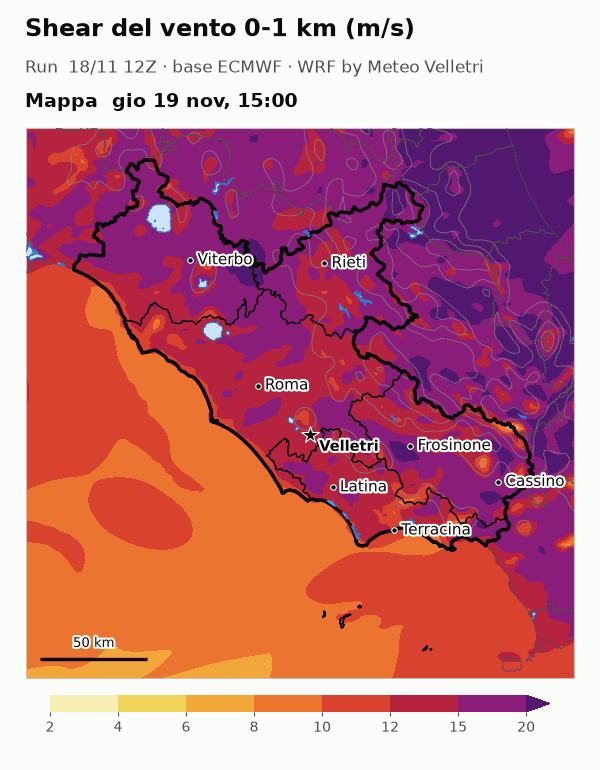 Shear del vento 0-1 km (m/s)
Run  18/11 12Z · base ECMWF · WRF by Meteo Velletri
Mappa  gio 19 nov, 15:00
Viterbo
Rieti
Roma
Velletri
Frosinone
Latina
Cassino
Terracina
50 km
2 4 6 8 10 12 15 20